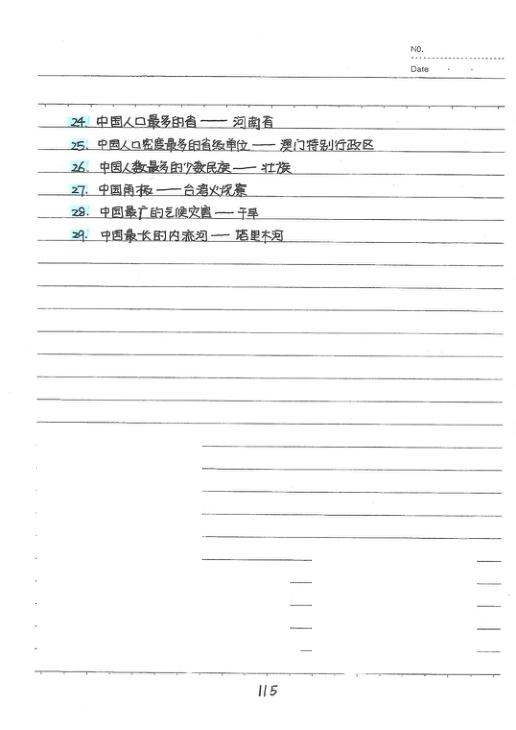 NO.
Date · ·
24. 中国人口最多的省 —— 河南省
25. 中国人口密度最多的省级单位 —— 澳门特别行政区
26. 中国人数最多的少数民族 —— 壮族
27. 中国雨极 —— 台湾火烧寮
28. 中国最广的气候灾害 —— 干旱
29. 中国最长的内流河 —— 塔里木河
115